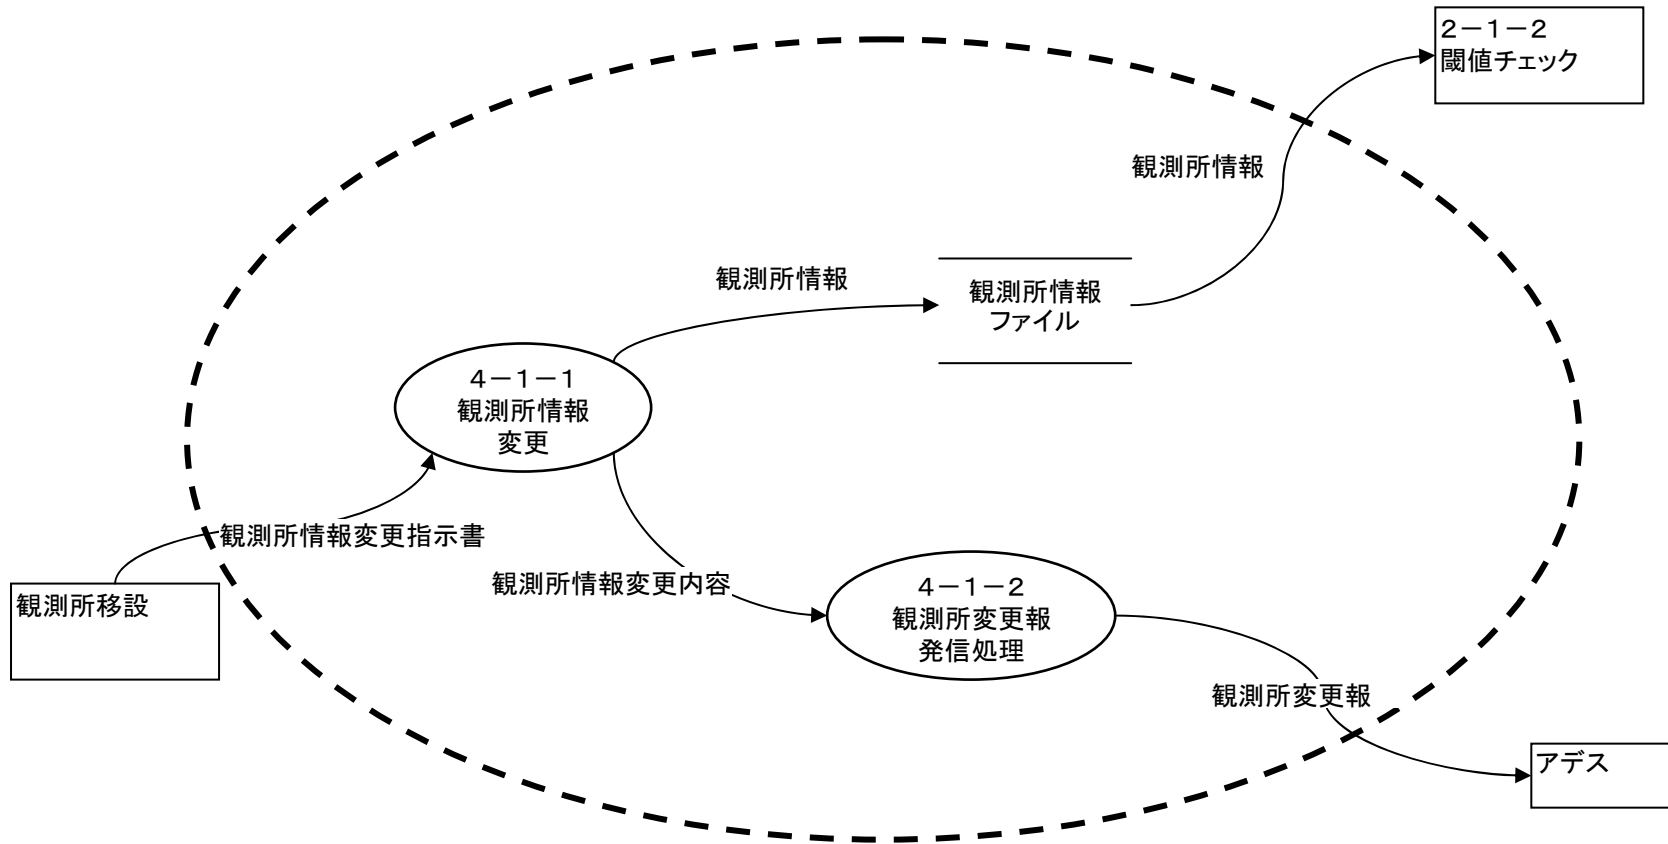 ２－１－２
閾値チェック
観測所情報
観測所情報
観測所情報
ファイル
４－１－１
観測所情報
変更
観測所情報変更指示書
観測所情報変更内容
４－１－２
観測所変更報
発信処理
観測所移設
観測所変更報
アデス